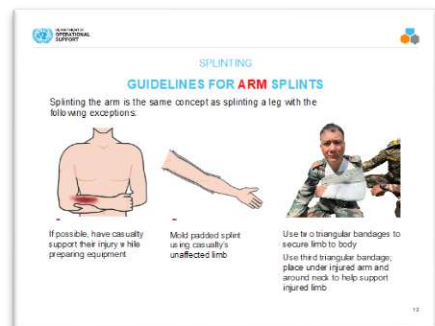 DEPARTMENT OF
OPERATIONAL
SUPPORT
SPLINTING
GUIDELINES FOR ARM SPLINTS
Splinting the arm is the same concept as splinting a leg with the
following exceptions:
If possible, have casualty
support their injury while
preparing equipment
Mold padded splint
using casualty's
unaffected limb
Use two triangular bandages to
secure limb to body
Use third triangular bandage;
place under injured arm and
around neck to help support
injured limb